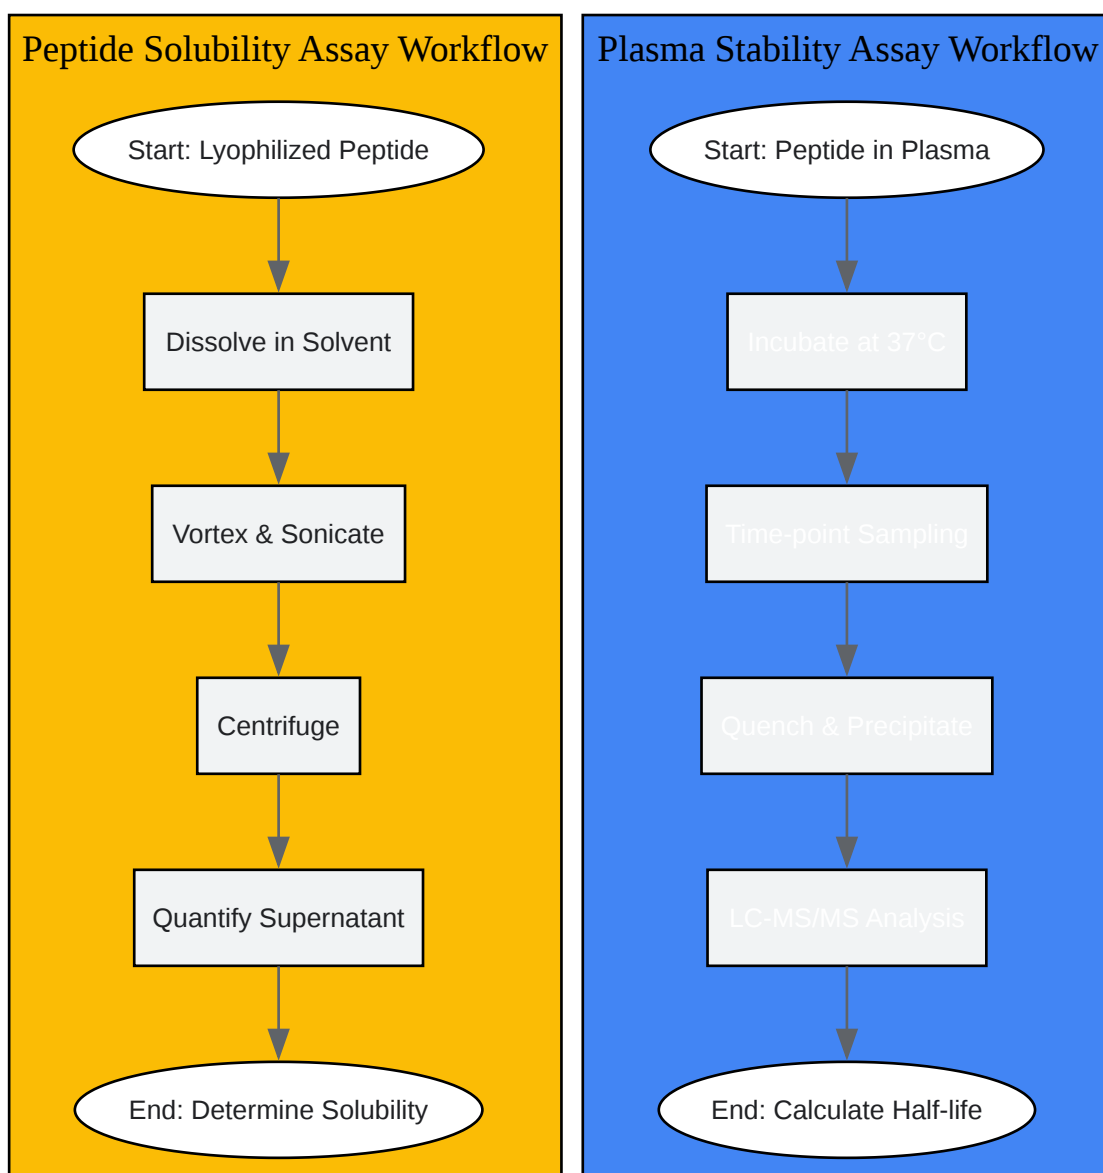 Peptide Solubility Assay Workflow
Start: Lyophilized Peptide
Dissolve in Solvent
Vortex & Sonicate
Centrifuge
Quantify Supernatant
End: Determine Solubility
Plasma Stability Assay Workflow
Start: Peptide in Plasma
Incubate at 37°C
Time-point Sampling
Quench & Precipitate
LC-MS/MS Analysis
End: Calculate Half-life